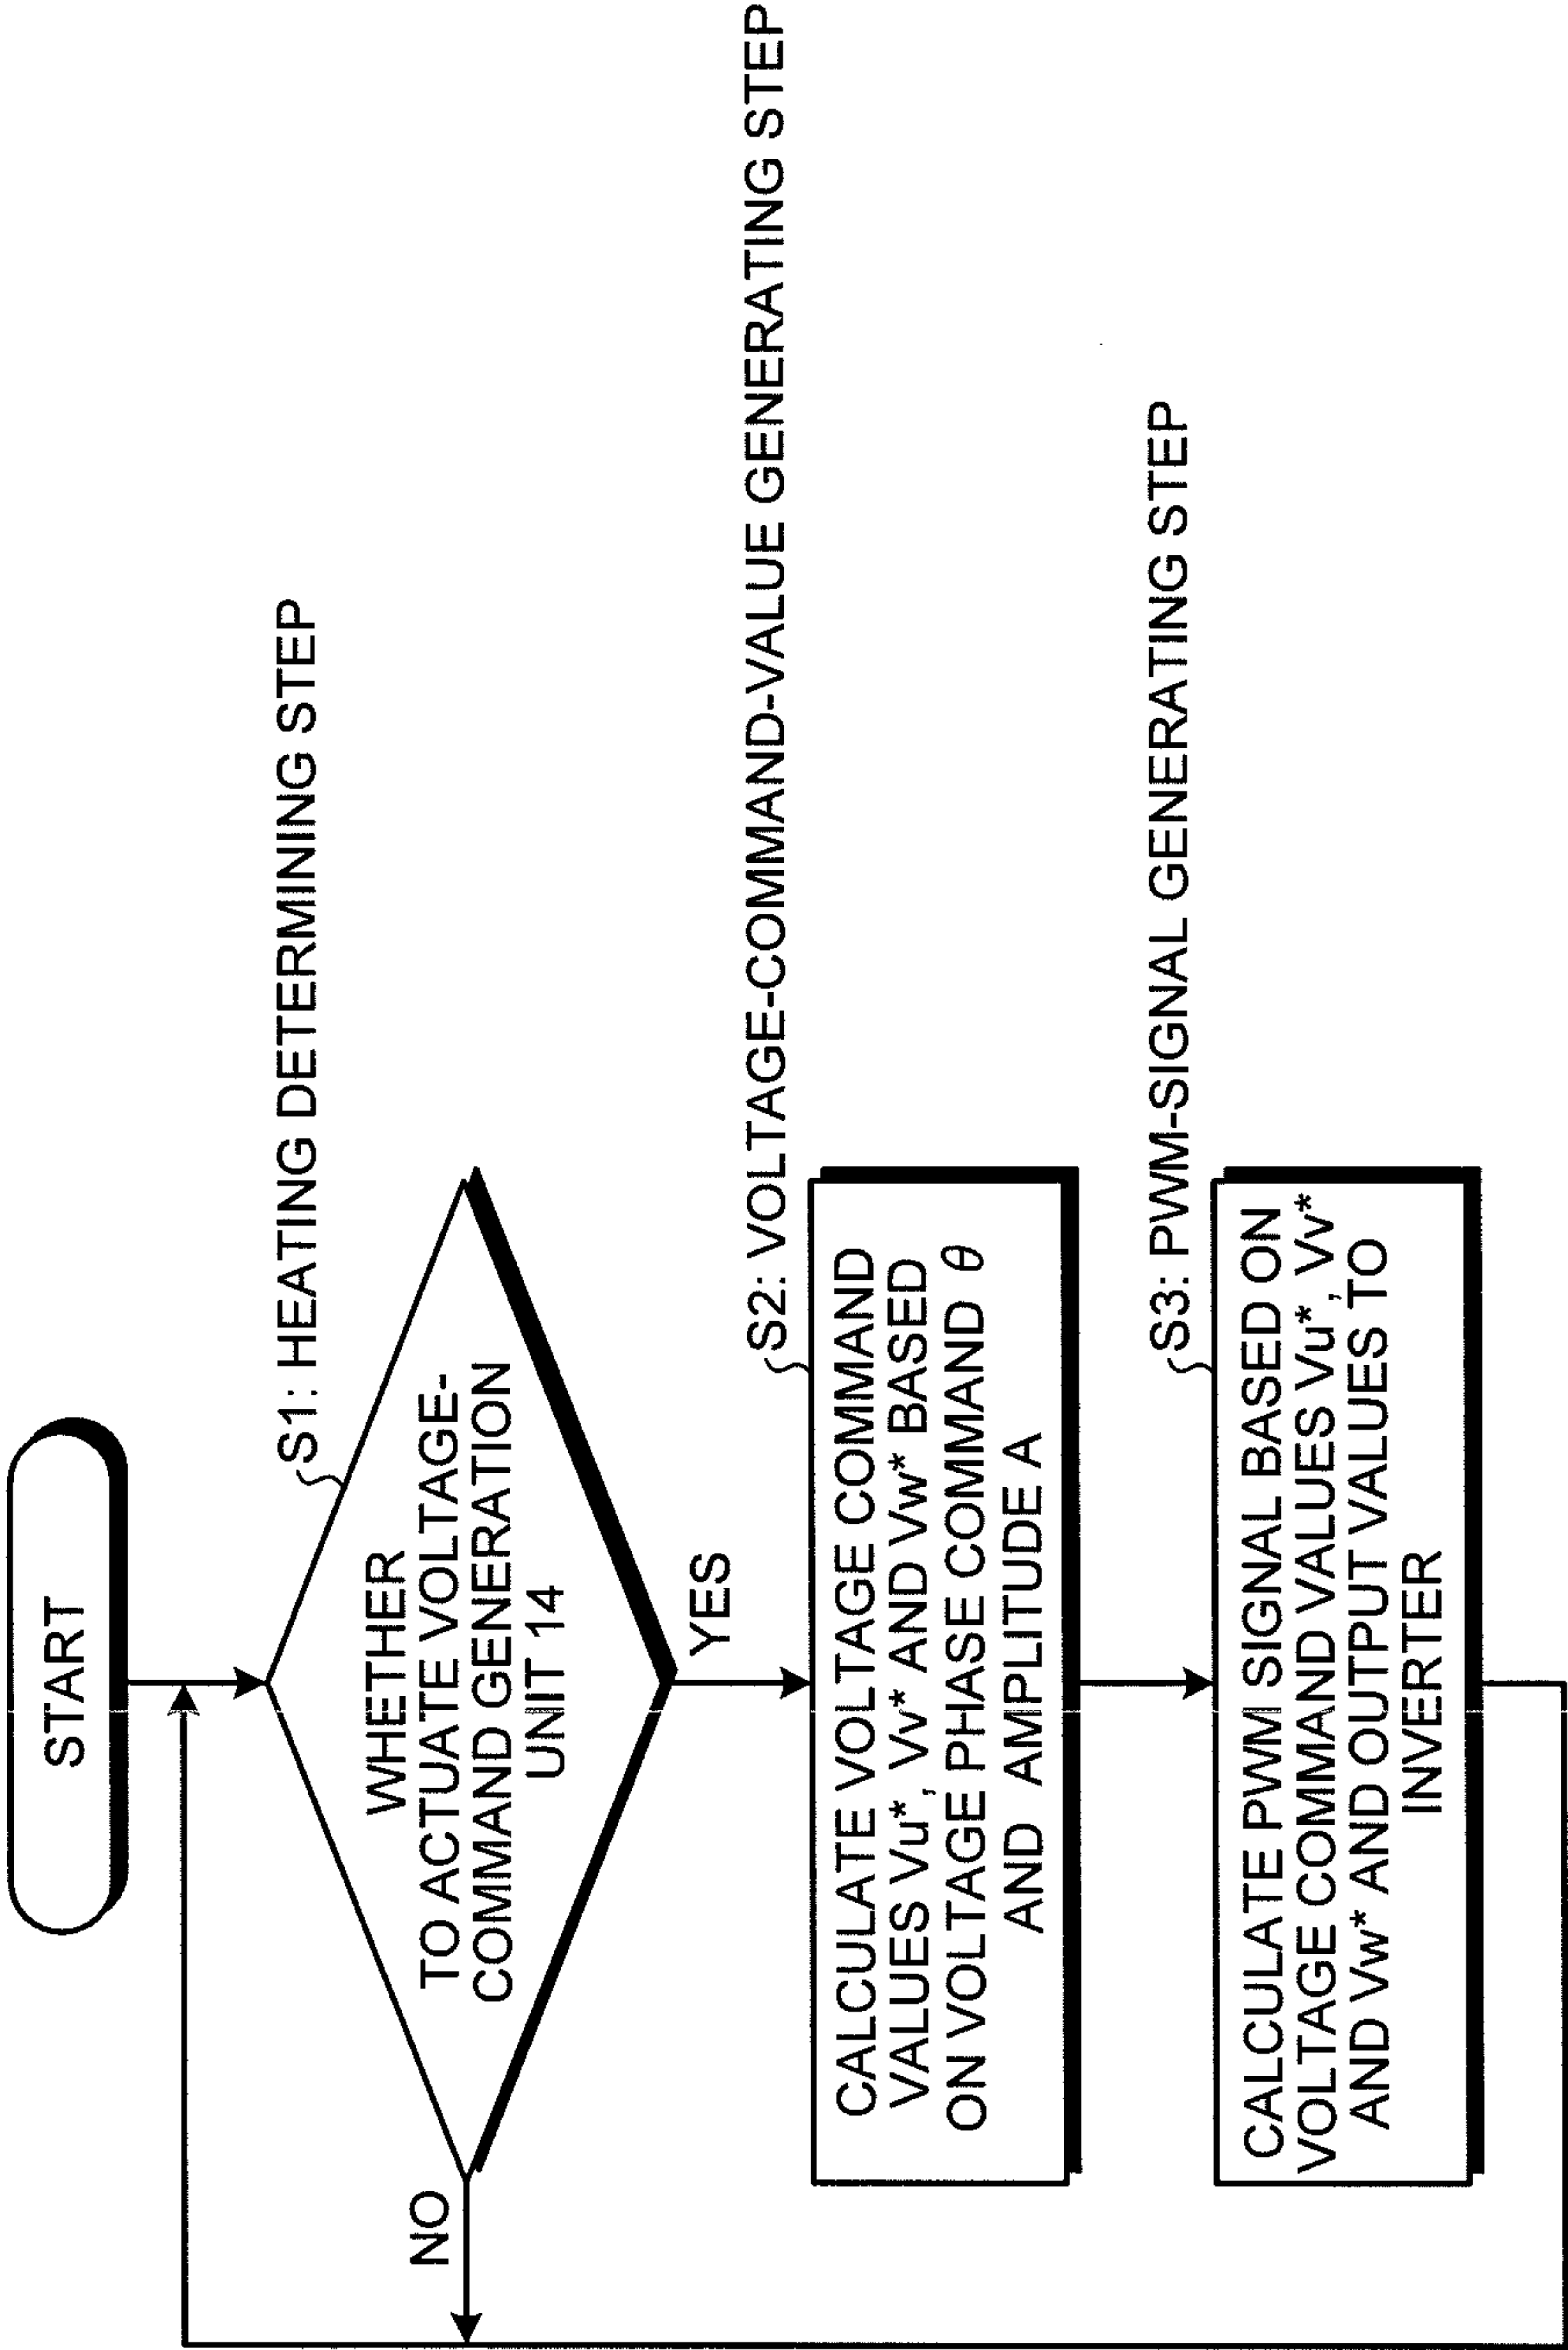 START
S1: HEATING DETERMINING STEP
WHETHER
TO ACTUATE VOLTAGE-
COMMAND GENERATION
UNIT 14
NO
YES
S2: VOLTAGE-COMMAND-VALUE GENERATING STEP
CALCULATE VOLTAGE COMMAND
VALUES Vu*, Vv* AND Vw* BASED
ON VOLTAGE PHASE COMMAND θ
AND AMPLITUDE A
S3: PWM-SIGNAL GENERATING STEP
CALCULATE PWM SIGNAL BASED ON
VOLTAGE COMMAND VALUES Vu*, Vv*
AND Vw* AND OUTPUT VALUES TO
INVERTER